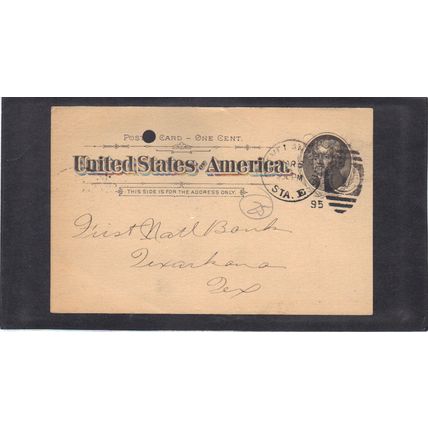 POSTAL CARD – ONE CENT.
United States of America.
THIS SIDE IS FOR THE ADDRESS ONLY.
STA. E
95
First Natl Bank
Texarkana
Tex